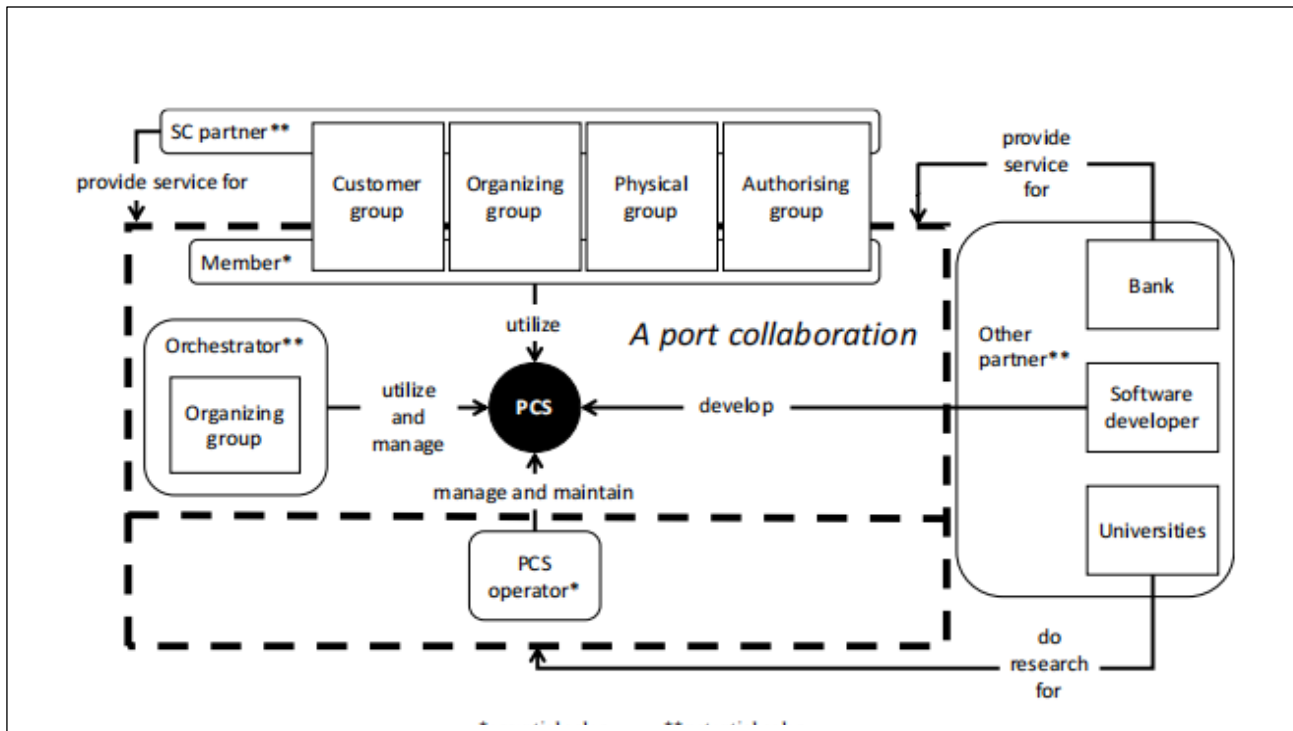 SC partner**
provide service for
Customer
group
Organizing
group
Physical
group
Authorising
group
Member*
utilize
A port collaboration
Orchestrator**
Organizing
group
utilize
and
manage
PCS
develop
manage and maintain
PCS
operator*
provide
service
for
Other
partner**
Bank
Software
developer
Universities
do
research
for